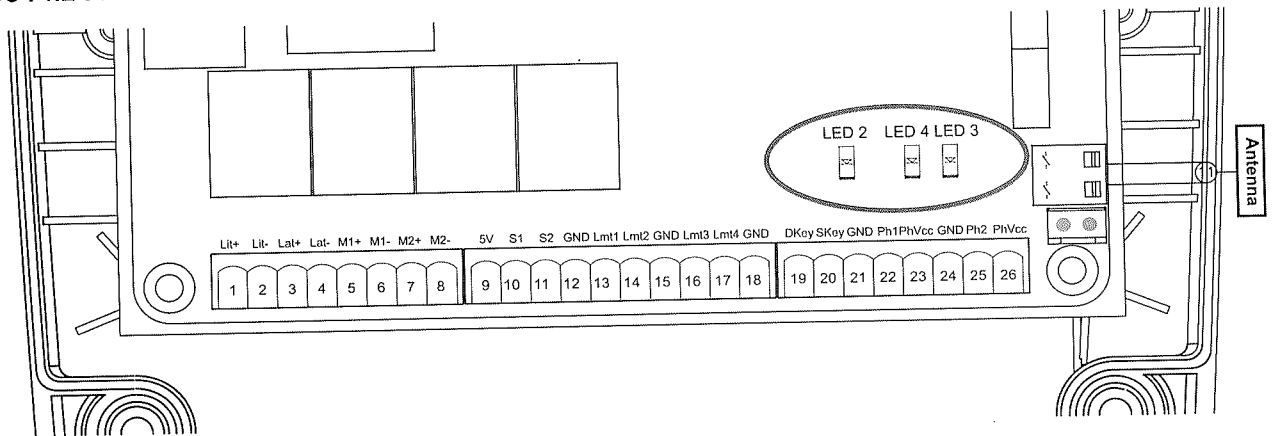 LED 2 LED 4 LED 3
Antenna
Lit+ Lit- Lat+ Lat- M1+ M1- M2+ M2- 5V S1 S2 GND Lmt1 Lmt2 GND Lmt3 Lmt4 GND DKey SKey GND Ph1 PhVcc GND Ph2 PhVcc
1 2 3 4 5 6 7 8 9 10 11 12 13 14 15 16 17 18 19 20 21 22 23 24 25 26